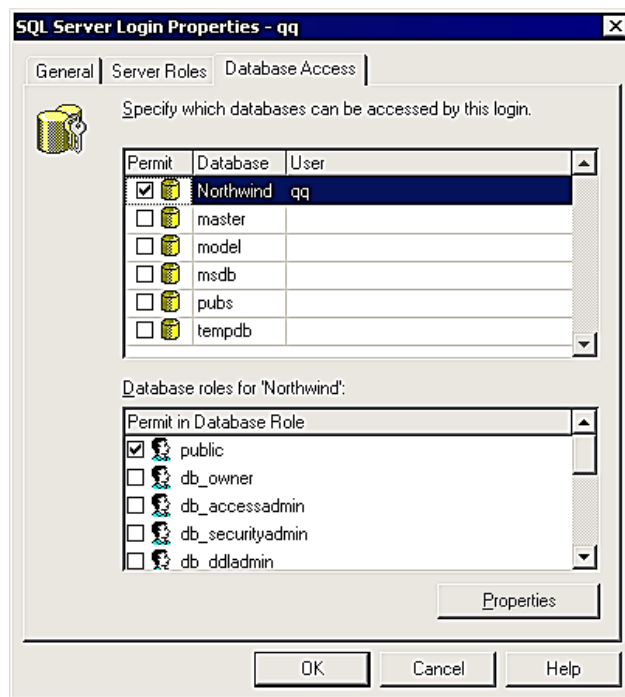 SQL Server Login Properties - qq
General Server Roles Database Access
Specify which databases can be accessed by this login.
Permit Database User
Northwind qq
master
model
msdb
pubs
tempdb
Database roles for 'Northwind':
Permit in Database Role
public
db_owner
db_accessadmin
db_securityadmin
db_ddladmin
Properties
OK Cancel Help